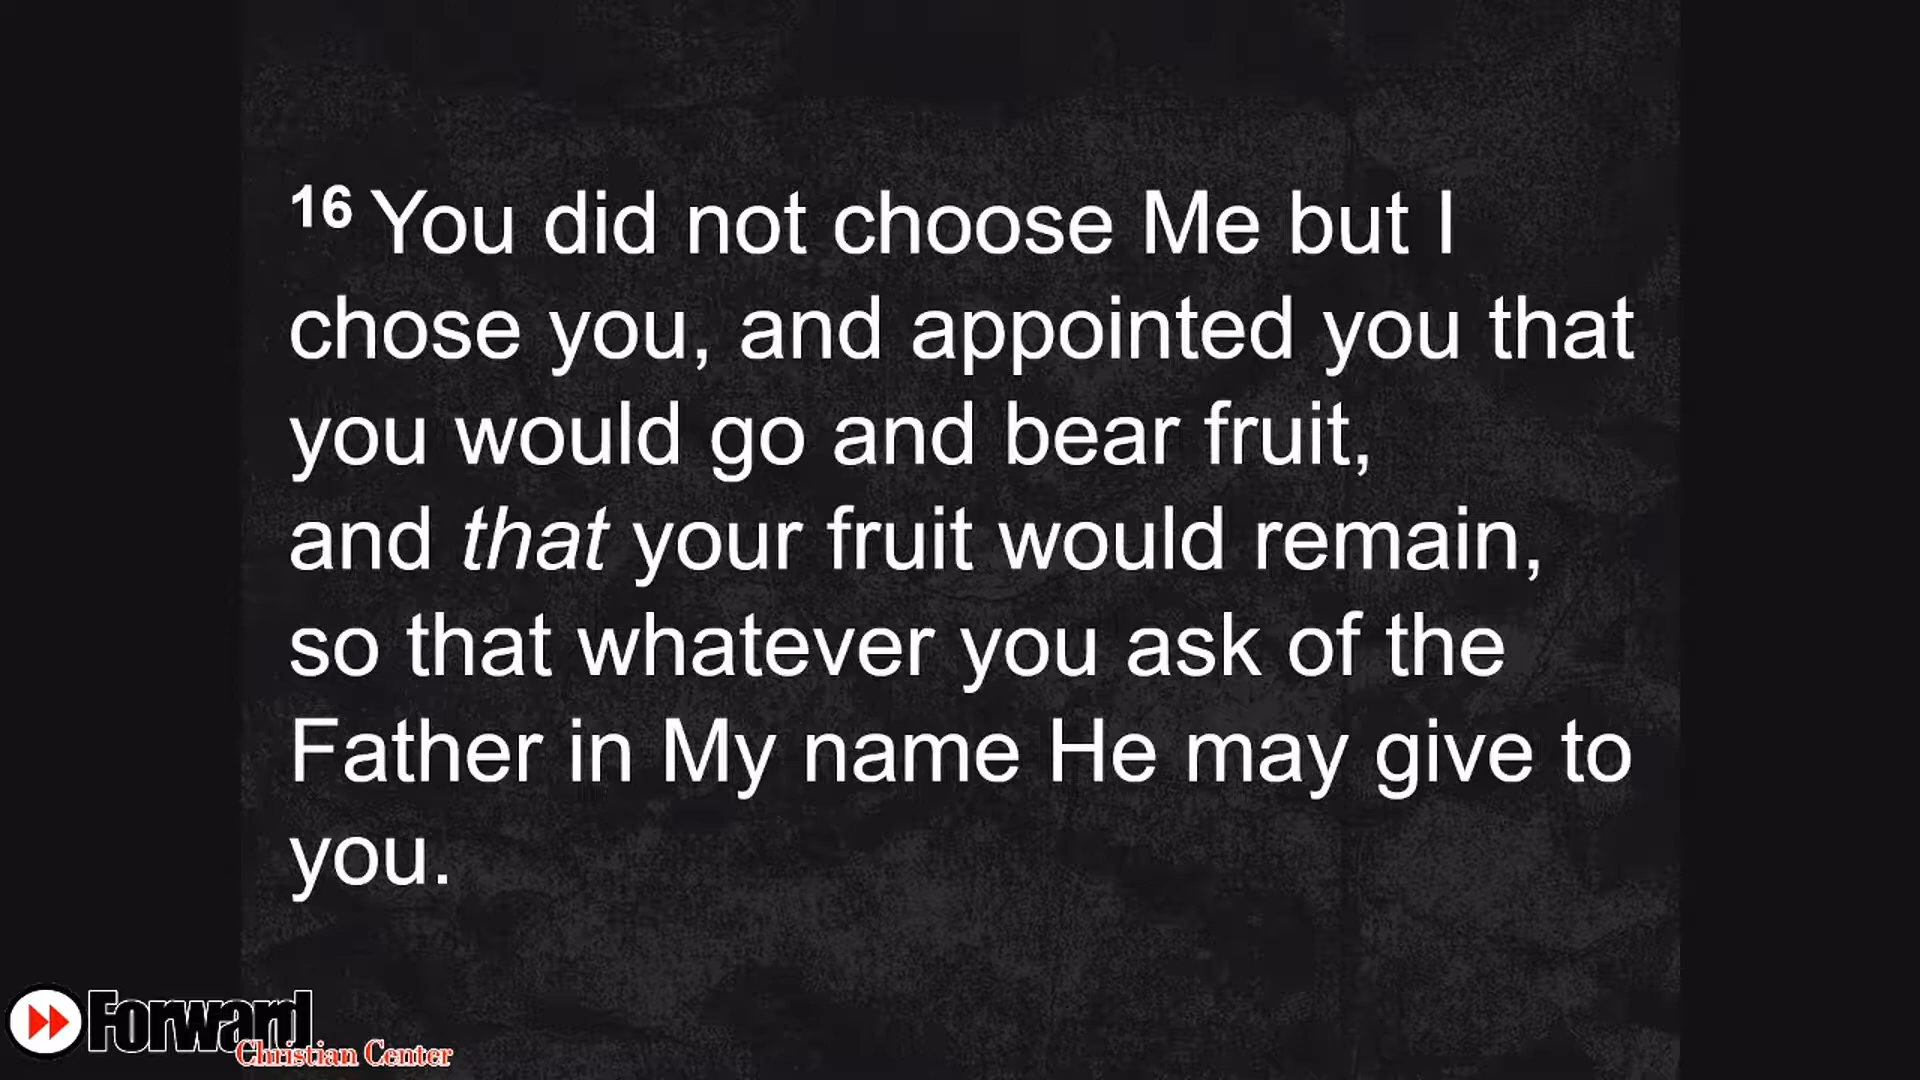 16 You did not choose Me but I
chose you, and appointed you that
you would go and bear fruit,
and that your fruit would remain,
so that whatever you ask of the
Father in My name He may give to
you.
Forward
Christian Center